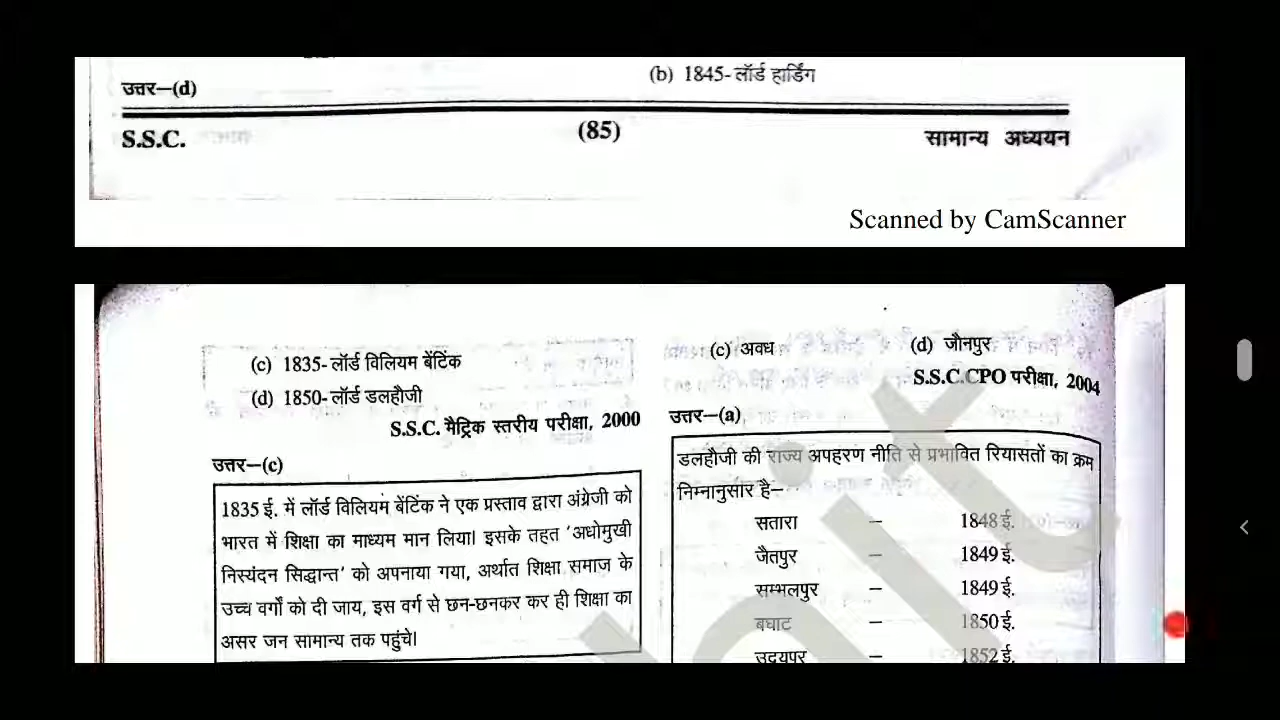 (b) 1845-लॉर्ड हार्डिंग
उत्तर–(d)
S.S.C. (85) सामान्य अध्ययन
Scanned by CamScanner
(c) 1835-लॉर्ड विलियम बेंटिंक
(d) 1850-लॉर्ड डलहौजी
S.S.C. मैट्रिक स्तरीय परीक्षा, 2000
उत्तर–(c)
1835 ई. में लॉर्ड विलियम बेंटिंक ने एक प्रस्ताव द्वारा अंग्रेजी को
भारत में शिक्षा का माध्यम मान लिया। इसके तहत 'अधोमुखी
निस्यंदन सिद्धान्त' को अपनाया गया, अर्थात शिक्षा समाज के
उच्च वर्गों को दी जाय, इस वर्ग से छन-छनकर कर ही शिक्षा का
असर जन सामान्य तक पहुंचे।
(c) अवध (d) जौनपुर
S.S.C.CPO परीक्षा, 2004
उत्तर–(a)
डलहौजी की राज्य अपहरण नीति से प्रभावित रियासतों का क्रम
निम्नानुसार है–
सतारा – 1848 ई.
जैतपुर – 1849 ई.
सम्भलपुर – 1849 ई.
बघाट – 1850 ई.
उदयपुर – 1852 ई.